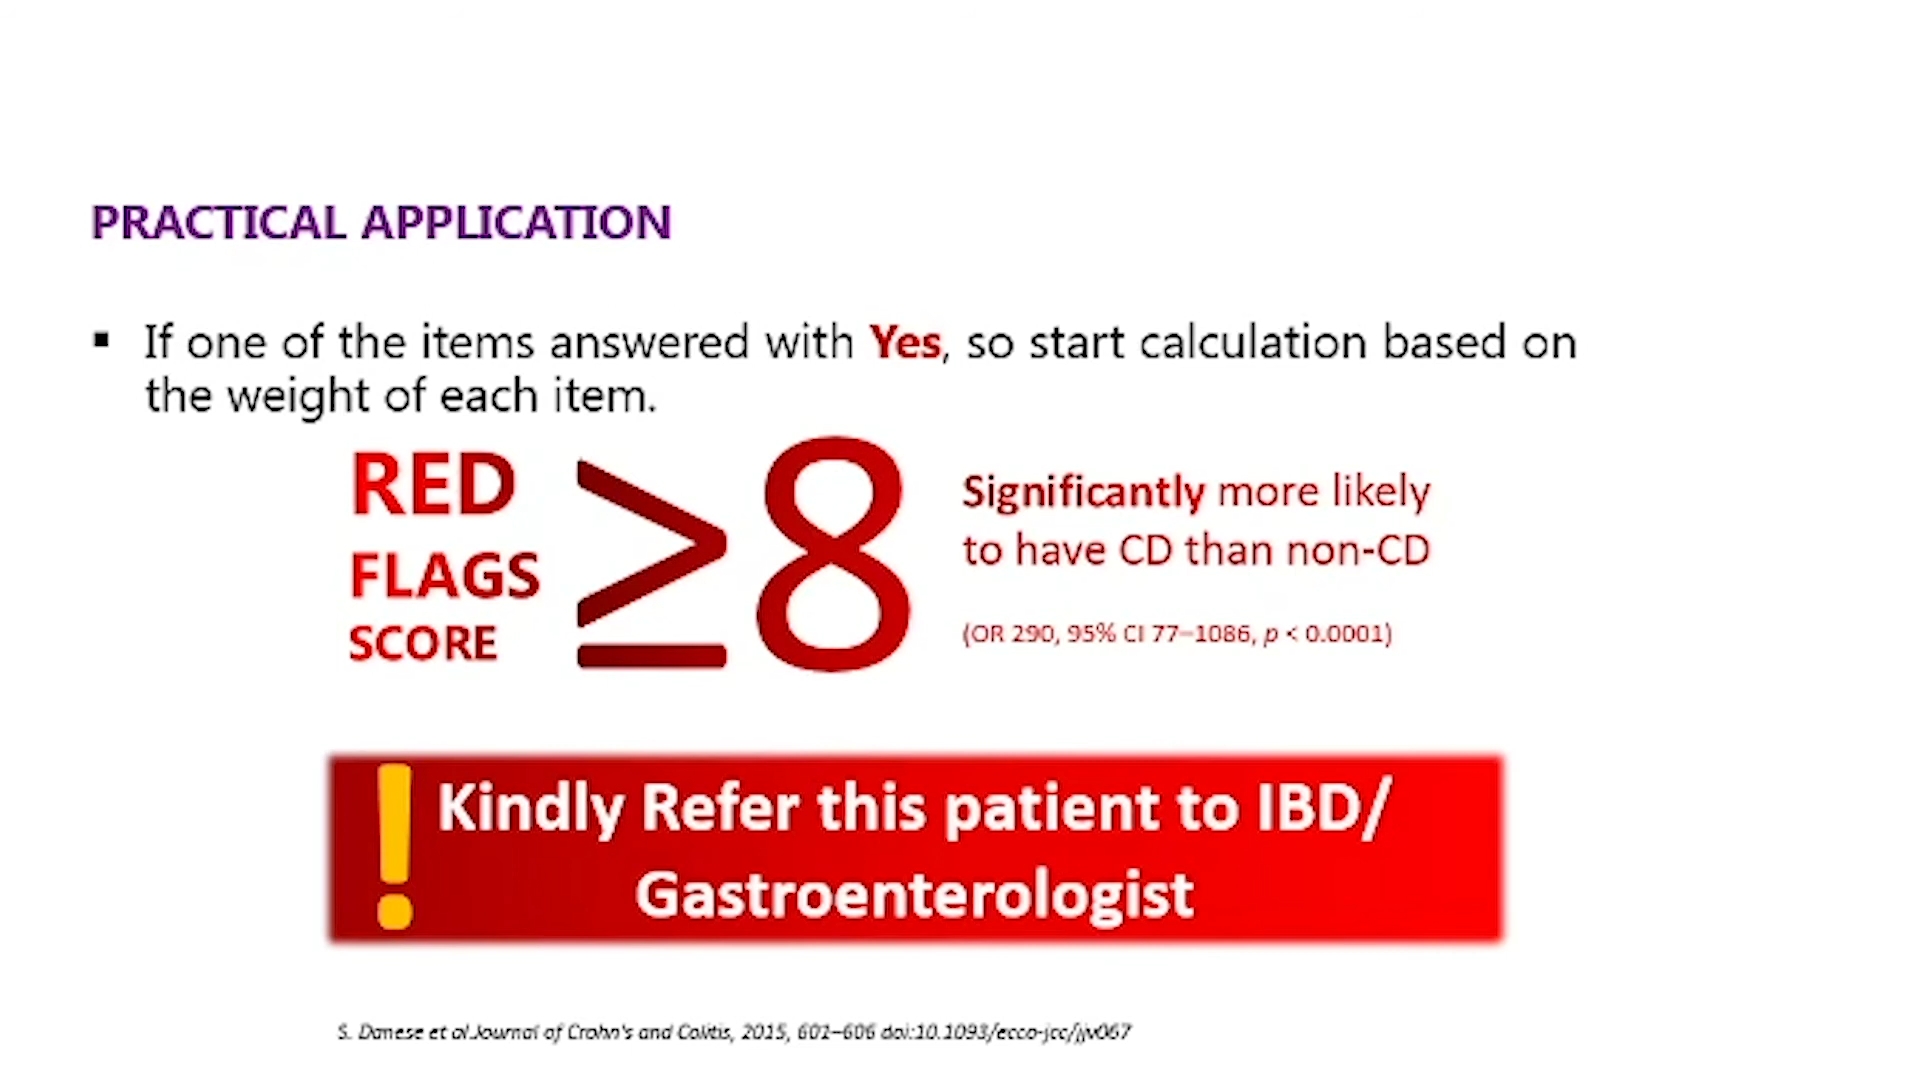 PRACTICAL APPLICATION
▪ If one of the items answered with Yes, so start calculation based on
the weight of each item.
RED
FLAGS
SCORE
≥8
Significantly more likely
to have CD than non-CD
(OR 290, 95% CI 77–1086, p < 0.0001)
! Kindly Refer this patient to IBD/
Gastroenterologist
S. Danese et al Journal of Crohn's and Colitis, 2015, 601–606 doi:10.1093/ecco-jcc/jjv067